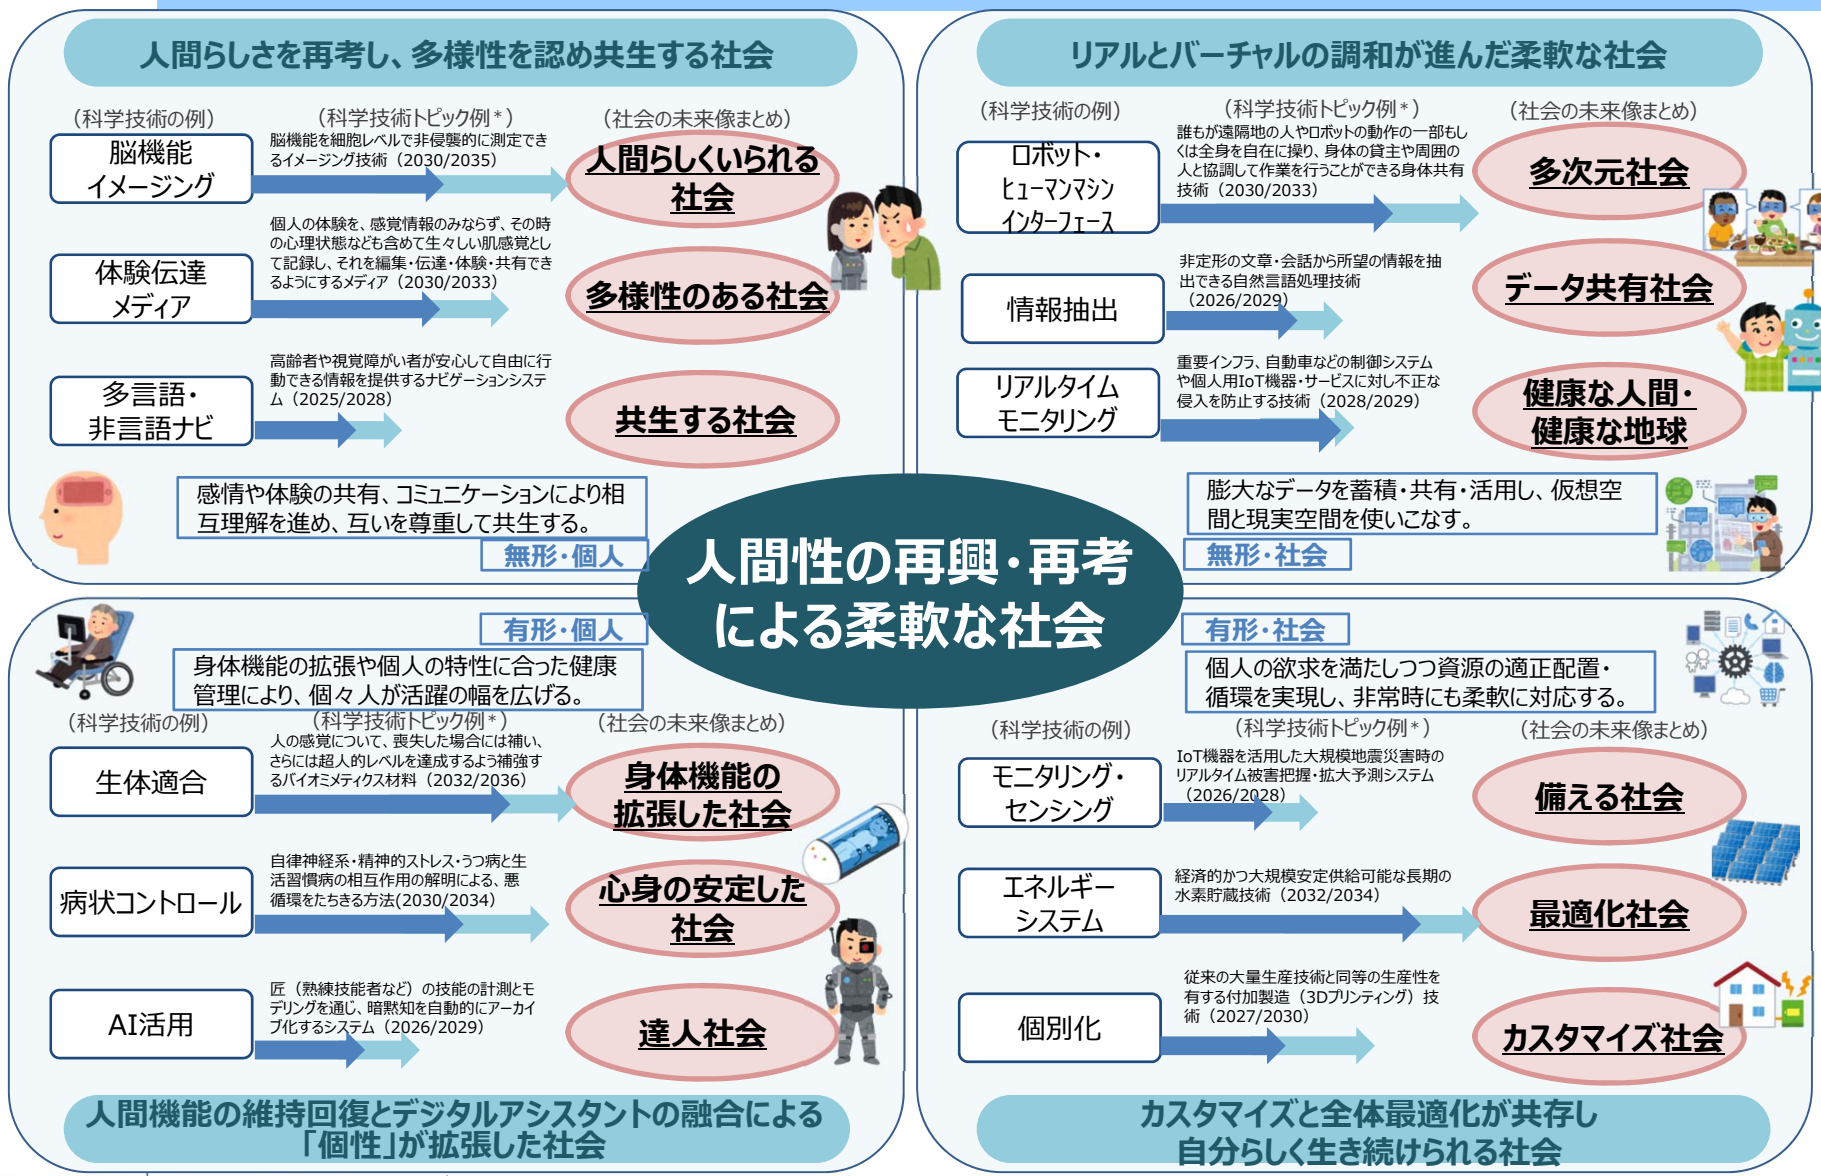 人間らしさを再考し、多様性を認め共生する社会
（科学技術の例）
（科学技術トピック例＊）
（社会の未来像まとめ）
脳機能
イメージング
脳機能を細胞レベルで非侵襲的に測定でき
るイメージング技術（2030/2035）
人間らしくいられる
社会
体験伝達
メディア
個人の体験を、感覚情報のみならず、その時
の心理状態なども含めて生々しい肌感覚とし
て記録し、それを編集・伝達・体験・共有でき
るようにするメディア（2030/2033）
多様性のある社会
多言語・
非言語ナビ
高齢者や視覚障がい者が安心して自由に行
動できる情報を提供するナビゲーションシステ
ム（2025/2028）
共生する社会
感情や体験の共有、コミュニケーションにより相
互理解を進め、互いを尊重して共生する。
無形・個人
リアルとバーチャルの調和が進んだ柔軟な社会
（科学技術の例）
（科学技術トピック例＊）
（社会の未来像まとめ）
ロボット・
ヒューマンマシン
インターフェース
誰もが遠隔地の人やロボットの動作の一部もし
くは全身を自在に操り、身体の貸主や周囲の
人と協調して作業を行うことができる身体共有
技術（2030/2033）
多次元社会
情報抽出
非定形の文章・会話から所望の情報を抽
出できる自然言語処理技術
（2026/2029）
データ共有社会
リアルタイム
モニタリング
重要インフラ、自動車などの制御システム
や個人用IoT機器・サービスに対し不正な
侵入を防止する技術（2028/2029）
健康な人間・
健康な地球
膨大なデータを蓄積・共有・活用し、仮想空
間と現実空間を使いこなす。
無形・社会
人間性の再興・再考
による柔軟な社会
有形・個人
身体機能の拡張や個人の特性に合った健康
管理により、個々人が活躍の幅を広げる。
（科学技術の例）
（科学技術トピック例＊）
（社会の未来像まとめ）
生体適合
人の感覚について、喪失した場合には補い、
さらには超人的レベルを達成するよう補強す
るバイオミメティクス材料（2032/2036）
身体機能の
拡張した社会
病状コントロール
自律神経系・精神的ストレス・うつ病と生
活習慣病の相互作用の解明による、悪
循環をたちきる方法(2030/2034)
心身の安定した
社会
AI活用
匠（熟練技能者など）の技能の計測とモ
デリングを通じ、暗黙知を自動的にアーカイ
ブ化するシステム（2026/2029）
達人社会
人間機能の維持回復とデジタルアシスタントの融合による
「個性」が拡張した社会
有形・社会
個人の欲求を満たしつつ資源の適正配置・
循環を実現し、非常時にも柔軟に対応する。
（科学技術の例）
（科学技術トピック例＊）
（社会の未来像まとめ）
モニタリング・
センシング
IoT機器を活用した大規模地震災害時の
リアルタイム被害把握・拡大予測システム
（2026/2028）
備える社会
エネルギー
システム
経済的かつ大規模安定供給可能な長期の
水素貯蔵技術（2032/2034）
最適化社会
個別化
従来の大量生産技術と同等の生産性を
有する付加製造（3Dプリンティング）技
術（2027/2030）
カスタマイズ社会
カスタマイズと全体最適化が共存し
自分らしく生き続けられる社会